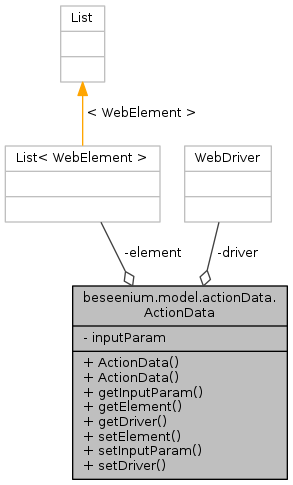 List
< WebElement >
List< WebElement >
WebDriver
-element
-driver
beseenium.model.actionData.
ActionData
- inputParam
+ ActionData()
+ ActionData()
+ getInputParam()
+ getElement()
+ getDriver()
+ setElement()
+ setInputParam()
+ setDriver()